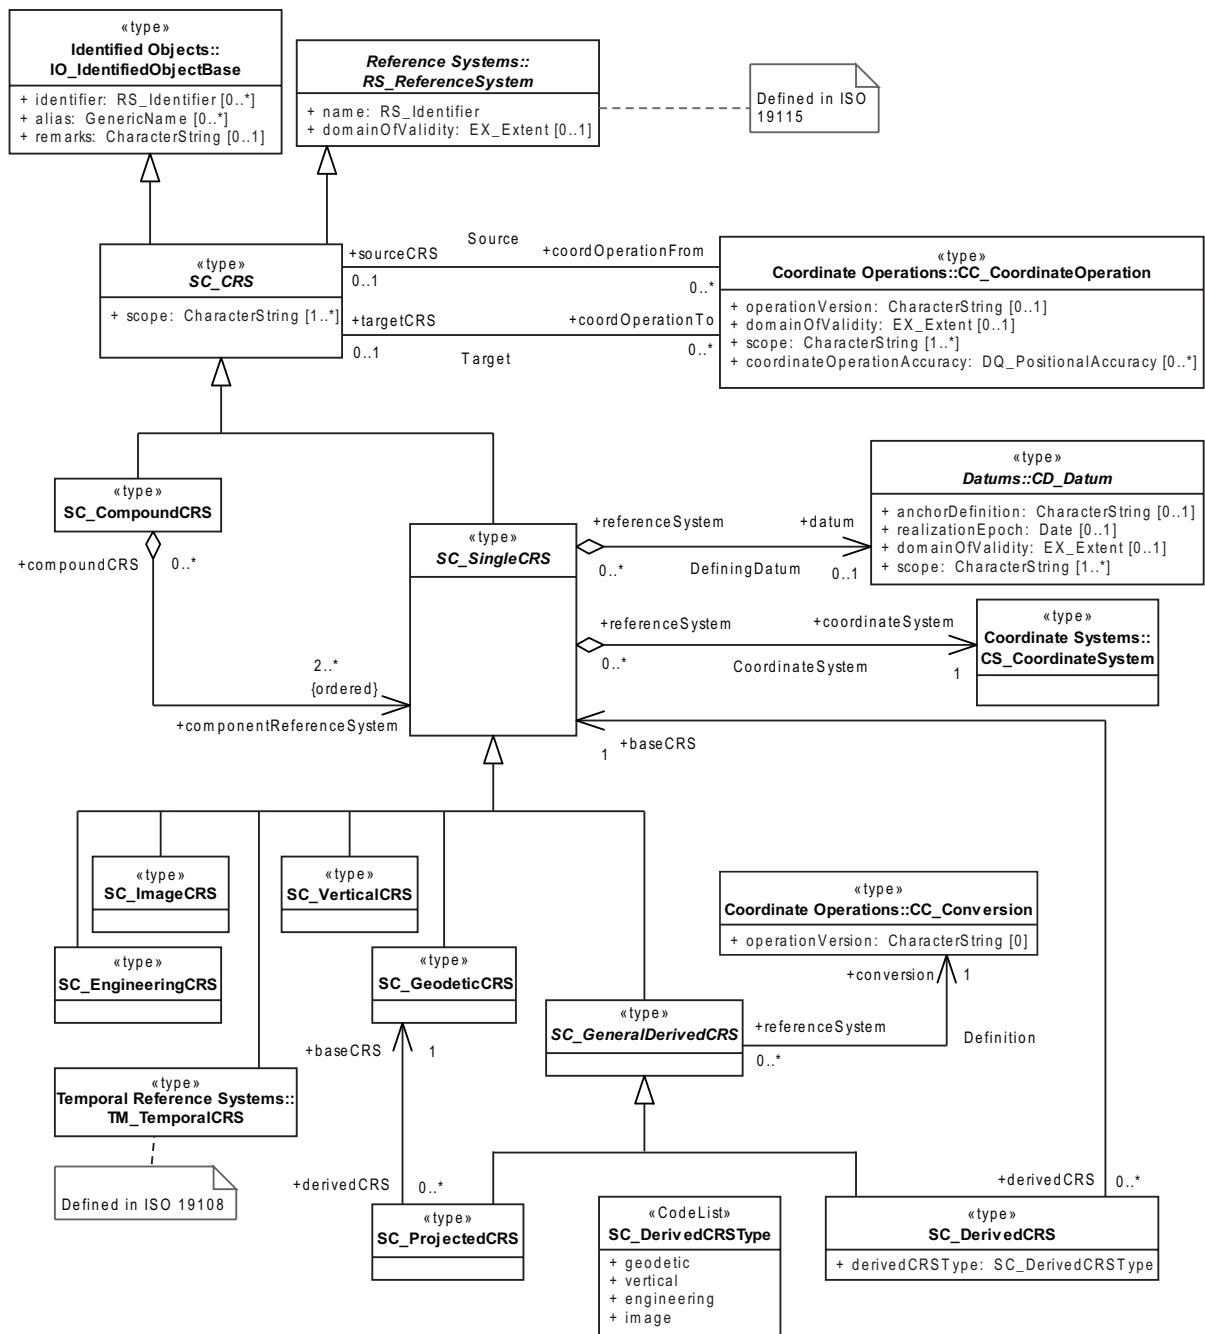 «type»
Identified Objects::
IO_IdentifiedObjectBase
+ identifier: RS_Identifier [0..*]
+ alias: GenericName [0..*]
+ remarks: CharacterString [0..1]
Reference Systems::
RS_ReferenceSystem
+ name: RS_Identifier
+ domainOfValidity: EX_Extent [0..1]
Defined in ISO
19115
«type»
SC_CRS
+ scope: CharacterString [1..*]
+sourceCRS
Source
+coordOperationFrom
0..1
0..*
+targetCRS
+coordOperationTo
0..1
Target
0..*
«type»
Coordinate Operations::CC_CoordinateOperation
+ operationVersion: CharacterString [0..1]
+ domainOfValidity: EX_Extent [0..1]
+ scope: CharacterString [1..*]
+ coordinateOperationAccuracy: DQ_PositionalAccuracy [0..*]
«type»
SC_CompoundCRS
+compoundCRS
0..*
2..*
{ordered}
+componentReferenceSystem
«type»
SC_SingleCRS
+referenceSystem
+datum
0..*
DefiningDatum
0..1
«type»
Datums::CD_Datum
+ anchorDefinition: CharacterString [0..1]
+ realizationEpoch: Date [0..1]
+ domainOfValidity: EX_Extent [0..1]
+ scope: CharacterString [1..*]
+referenceSystem
+coordinateSystem
0..*
CoordinateSystem
1
«type»
Coordinate Systems::
CS_CoordinateSystem
1
+baseCRS
«type»
SC_ImageCRS
«type»
SC_VerticalCRS
«type»
SC_EngineeringCRS
«type»
SC_GeodeticCRS
«type»
Coordinate Operations::CC_Conversion
+ operationVersion: CharacterString [0]
+conversion
1
«type»
SC_GeneralDerivedCRS
+referenceSystem
0..*
Definition
+baseCRS
1
«type»
Temporal Reference Systems::
TM_TemporalCRS
Defined in ISO 19108
+derivedCRS
0..*
«type»
SC_ProjectedCRS
«CodeList»
SC_DerivedCRSType
+ geodetic
+ vertical
+ engineering
+ image
+derivedCRS
0..*
«type»
SC_DerivedCRS
+ derivedCRSType: SC_DerivedCRSType